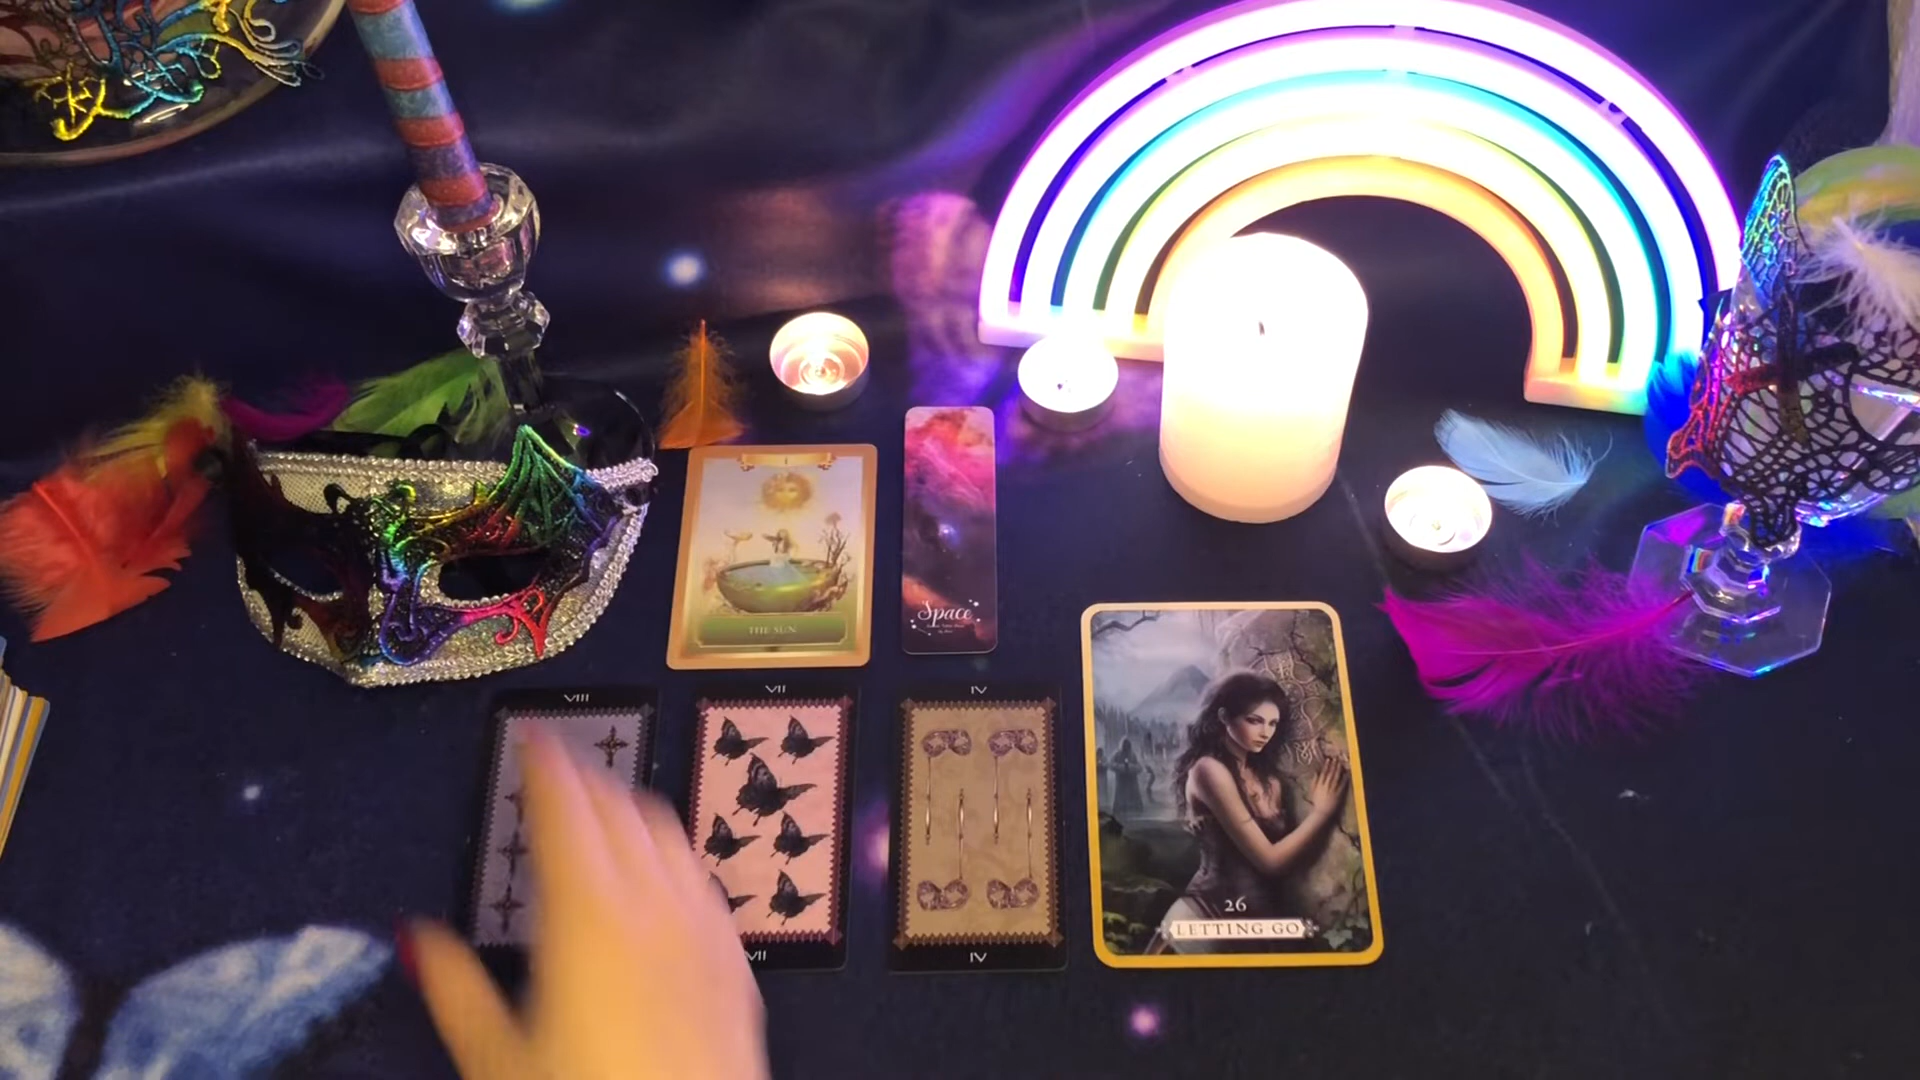 I
THE SUN
Space
VIII
VII
VII
IV
IV
26
LETTING GO